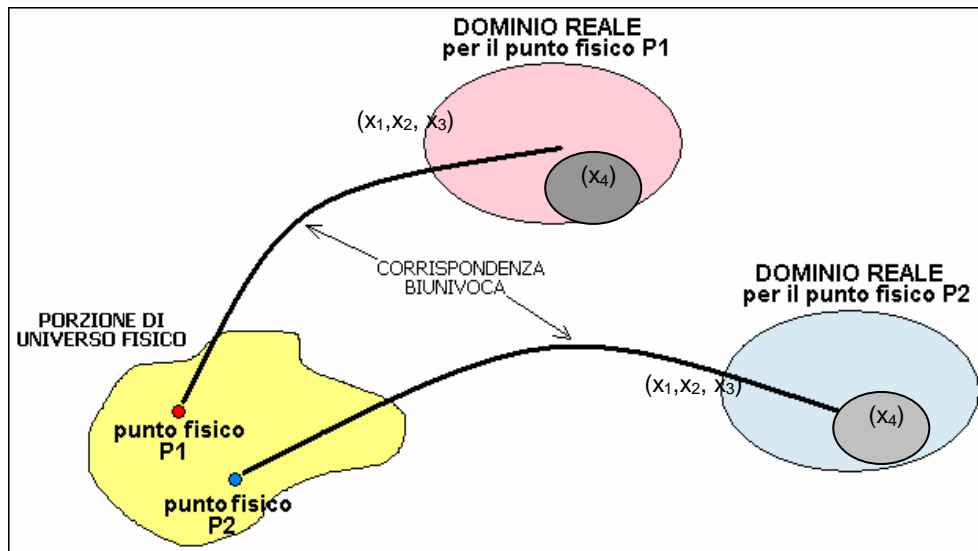 DOMINIO REALE
per il punto fisico P1
(x₁,x₂, x₃)
(x₄)
CORRISPONDENZA
BIUNIVOCA
DOMINIO REALE
per il punto fisico P2
PORZIONE DI
UNIVERSO FISICO
(x₁,x₂, x₃)
(x₄)
punto fisico
P1
punto fisico
P2